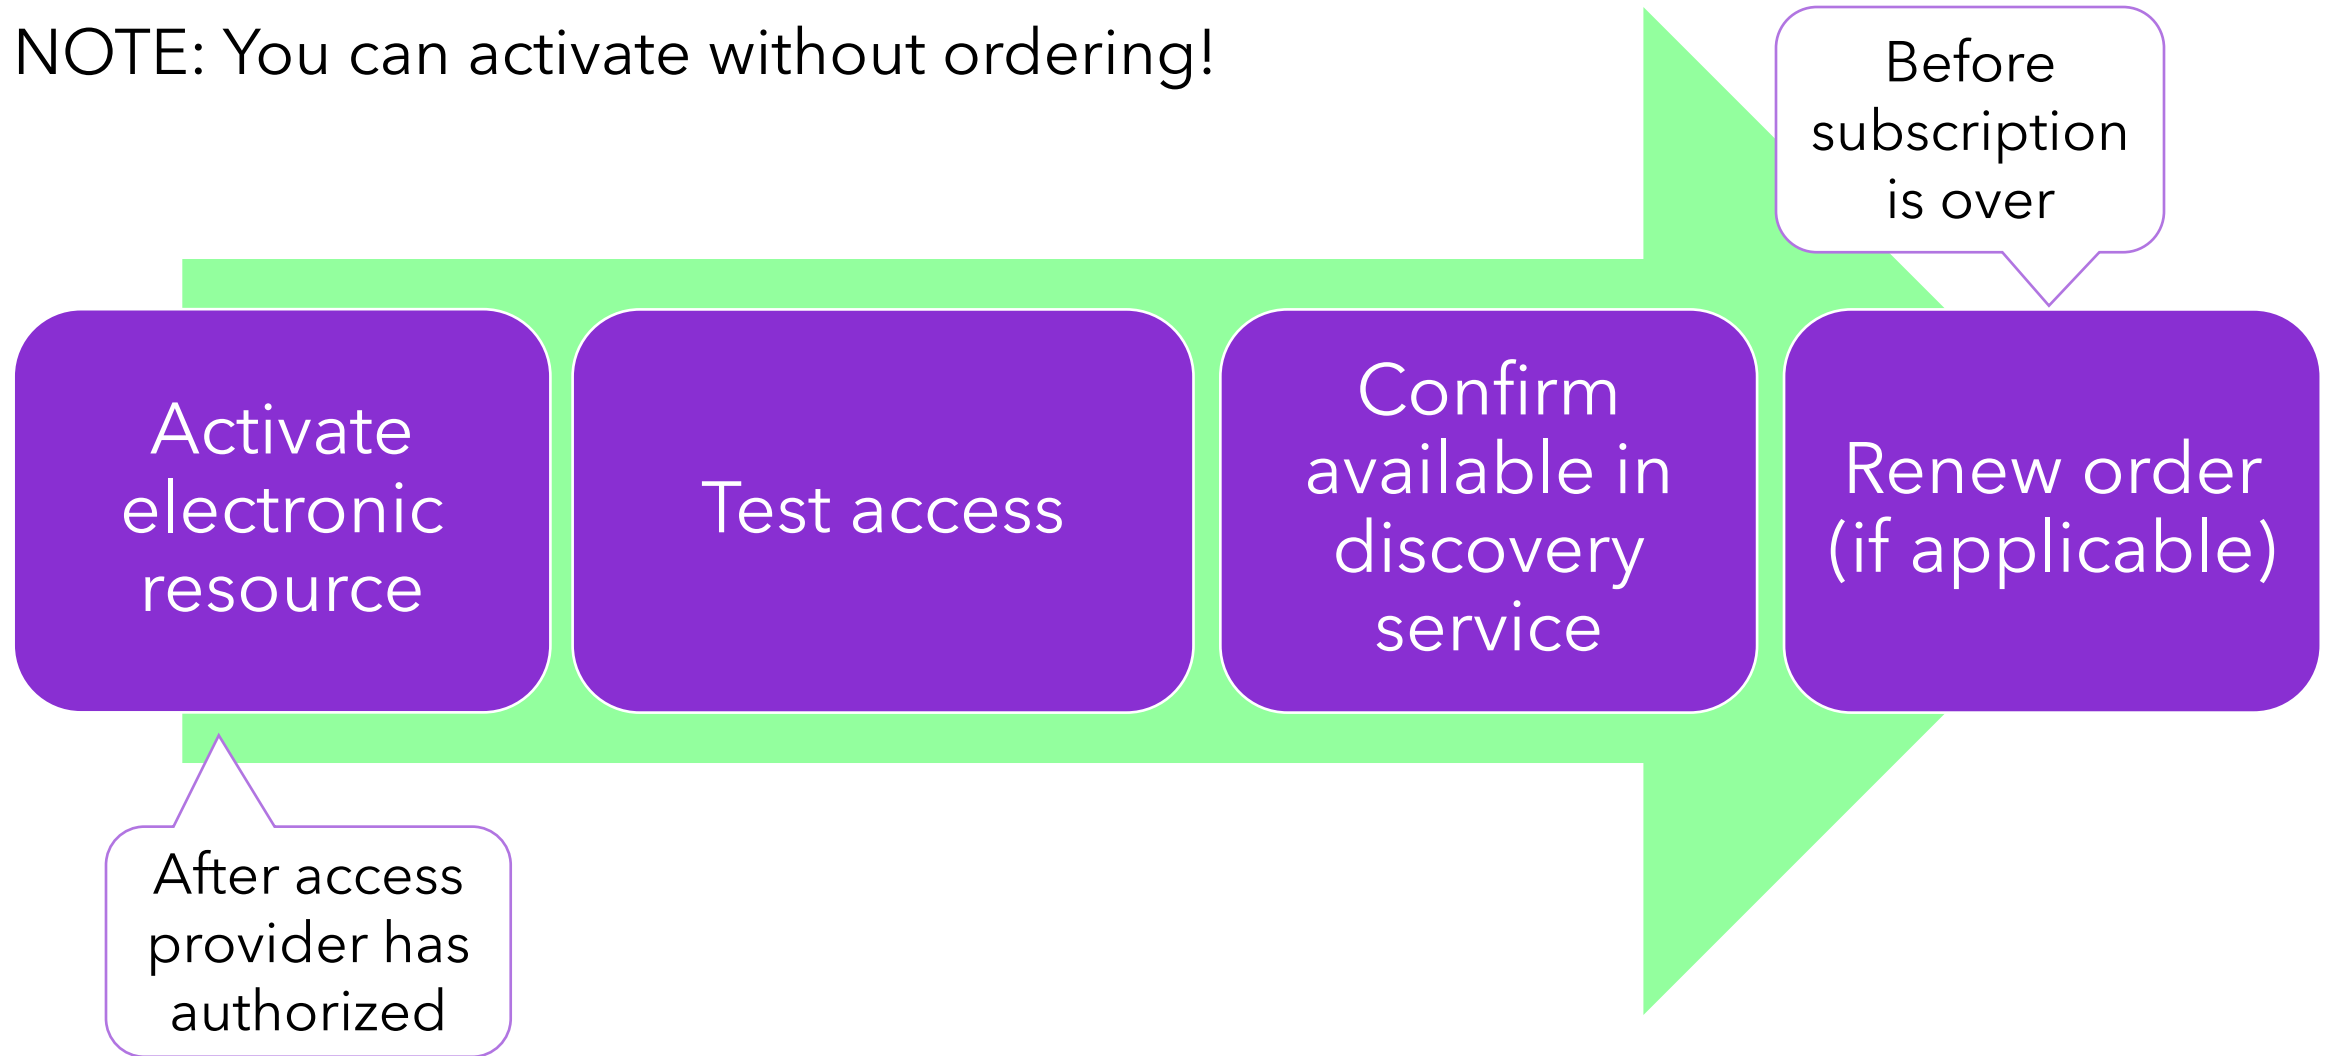 NOTE: You can activate without ordering!
Before
subscription
is over
Activate
electronic
resource
Test access
Confirm
available in
discovery
service
Renew order
(if applicable)
After access
provider has
authorized